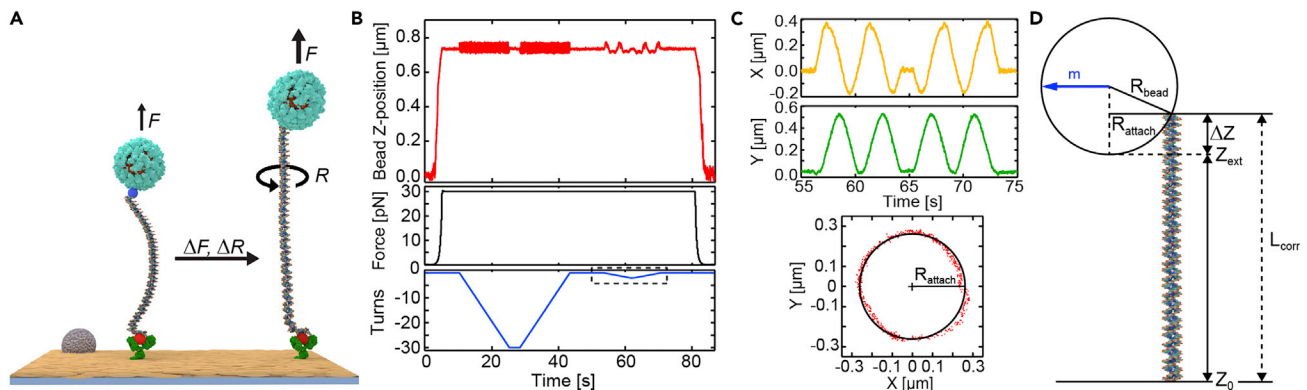 A
F
F
R
ΔF, ΔR
B
Bead Z-position [µm]
0.8
0.6
0.4
0.2
0.0
Force [pN]
30
20
10
0
Turns
0
-10
-20
-30
0 20 40 60 80
Time [s]
C
X [µm]
0.4
0.2
0.0
-0.2
Y [µm]
0.6
0.4
0.2
0.0
55 60 65 70 75
Time [s]
Y [µm]
0.3
0.2
0.1
0
-0.1
-0.2
-0.3
Rattach
-0.3 -0.1 0 0.1 0.3
X [µm]
D
m
Rbead
Rattach
ΔZ
Zext
Lcorr
Z0